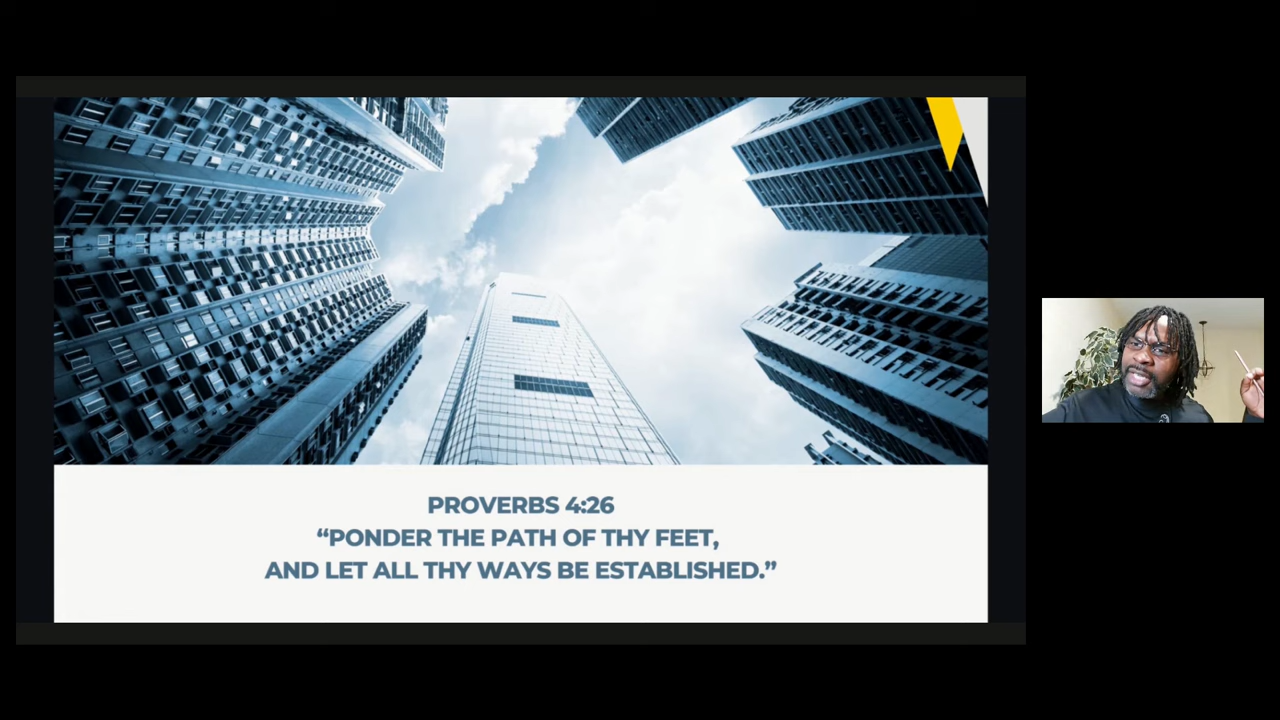 PROVERBS 4:26
“PONDER THE PATH OF THY FEET,
AND LET ALL THY WAYS BE ESTABLISHED.”